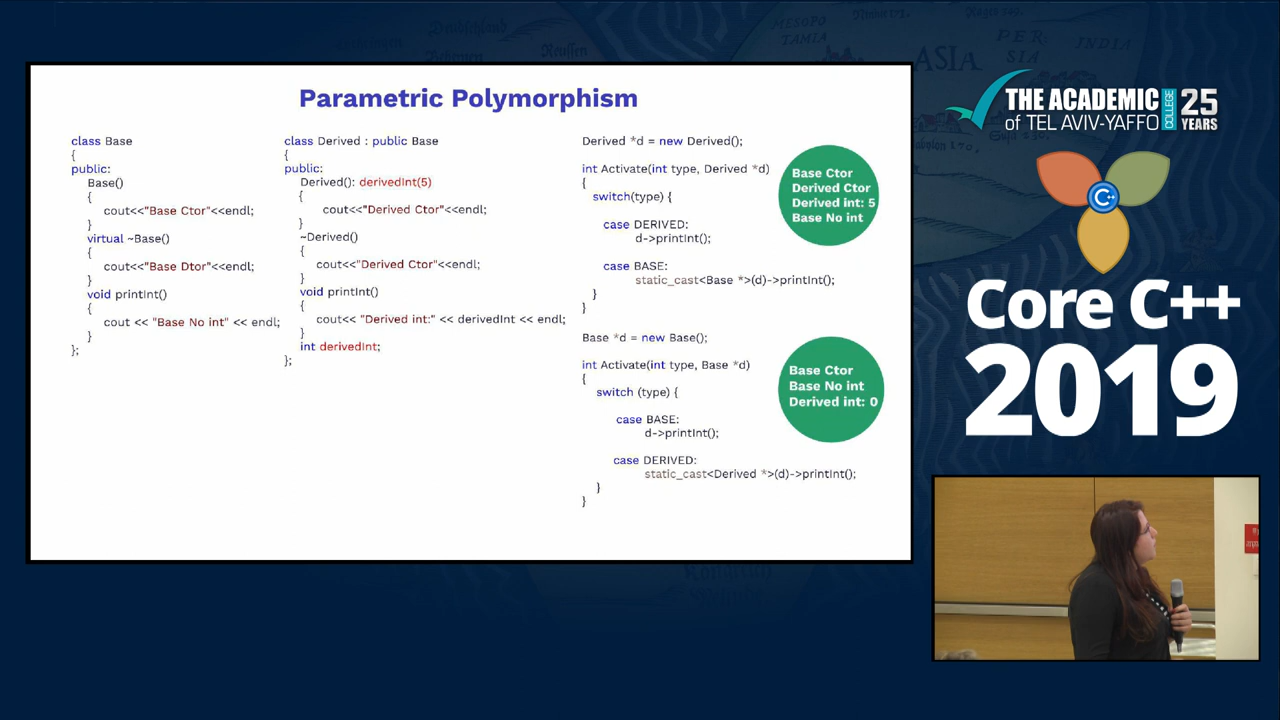 Parametric Polymorphism
class Base
{
public:
Base()
{
cout<<"Base Ctor"<<endl;
}
virtual ~Base()
{
cout<<"Base Dtor"<<endl;
}
void printInt()
{
cout << "Base No int" << endl;
}
};
class Derived : public Base
{
public:
Derived(): derivedInt(5)
{
cout<<"Derived Ctor"<<endl;
}
~Derived()
{
cout<<"Derived Ctor"<<endl;
}
void printInt()
{
cout<< "Derived int:" << derivedInt << endl;
}
int derivedInt;
};
Derived *d = new Derived();
int Activate(int type, Derived *d)
{
switch(type) {
case DERIVED:
d->printInt();
case BASE:
static_cast<Base *>(d)->printInt();
}
}
Base Ctor
Derived Ctor
Derived int: 5
Base No int
Base *d = new Base();
int Activate(int type, Base *d)
{
switch (type) {
case BASE:
d->printInt();
case DERIVED:
static_cast<Derived *>(d)->printInt();
}
}
Base Ctor
Base No int
Derived int: 0
THE ACADEMIC
of TEL AVIV-YAFFO
COLLEGE
25
YEARS
C++
Core C++
2019
MESOPO
TAMIA
ASIA
PER
SIA
INDIA